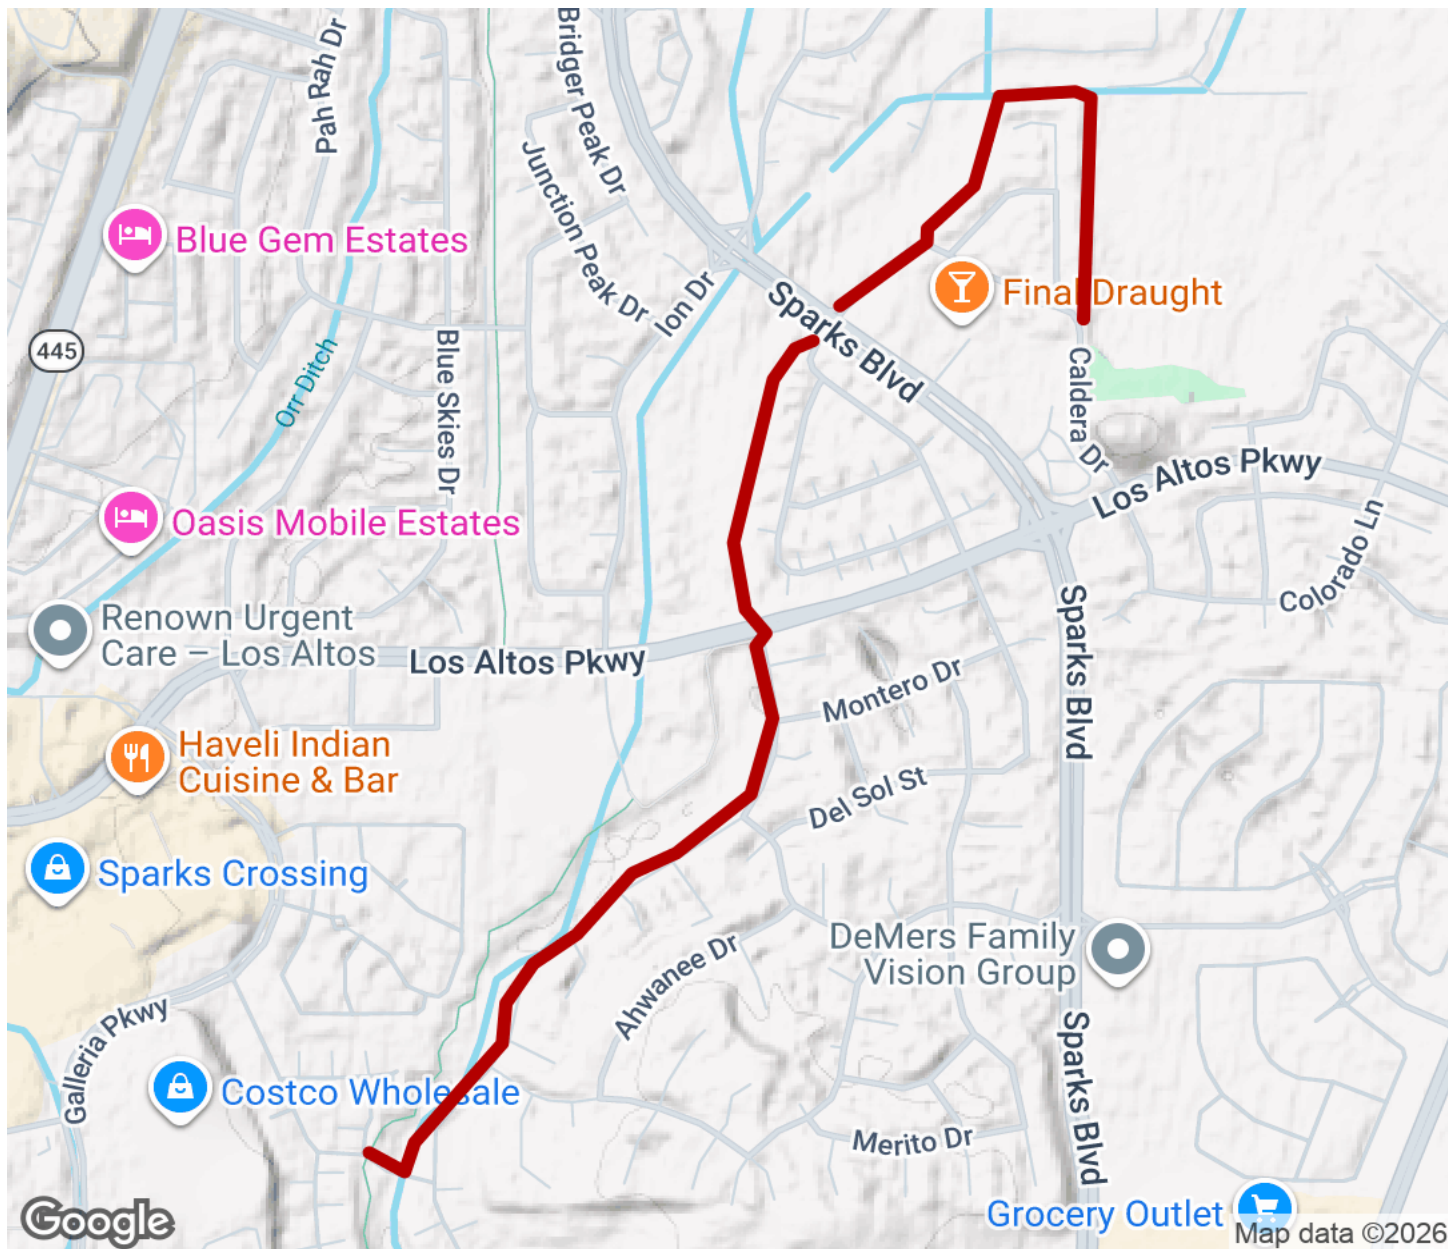 Pah Rah Dr
Bridger Peak Dr
Junction Peak Dr
Blue Gem Estates
Ion Dr
Sparks Blvd
Final Draught
445
Orr Ditch
Blue Skies Dr
Caldera Dr
Los Altos Pkwy
Oasis Mobile Estates
Colorado Ln
Renown Urgent
Care – Los Altos
Los Altos Pkwy
Sparks Blvd
Montero Dr
Haveli Indian
Cuisine & Bar
Del Sol St
Sparks Crossing
DeMers Family
Vision Group
Ahwanee Dr
Galleria Pkwy
Costco Wholesale
Sparks Blvd
Merito Dr
Grocery Outlet
Google
Map data ©2026